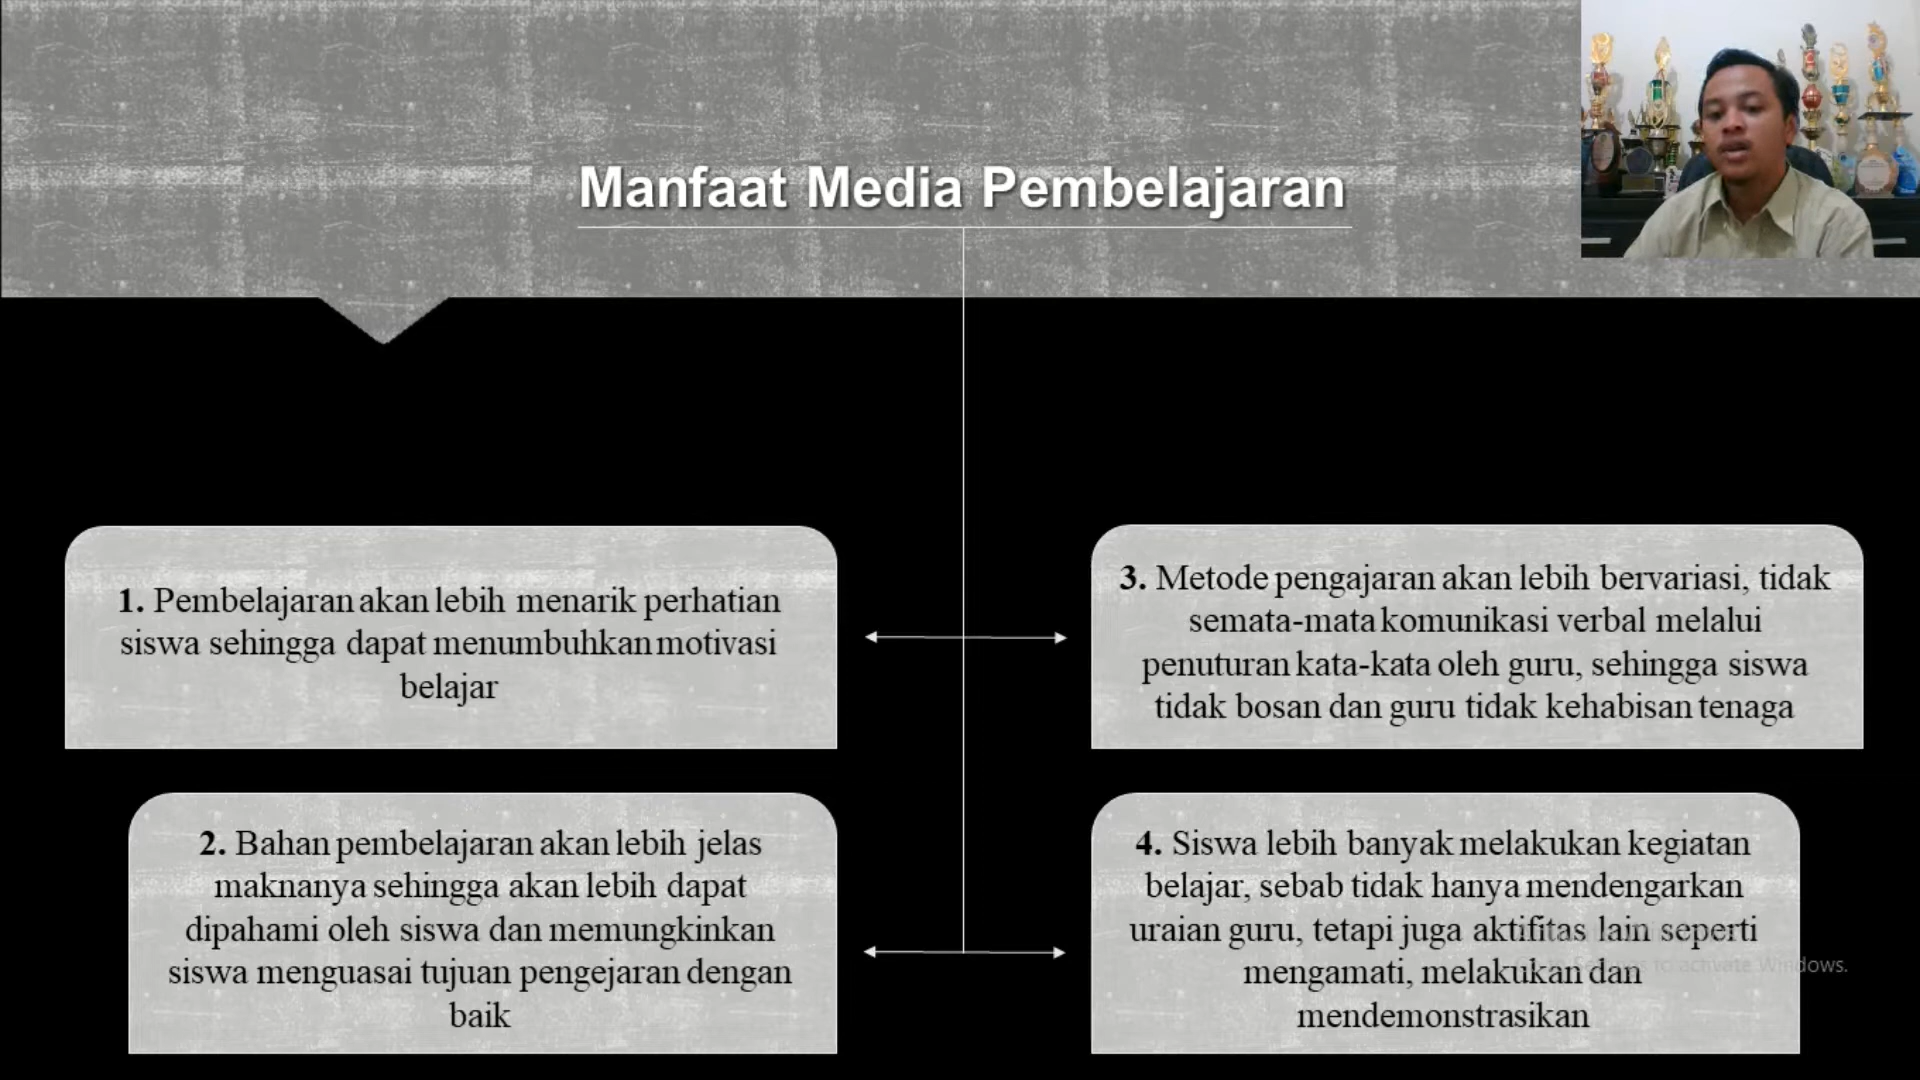 Manfaat Media Pembelajaran
1. Pembelajaran akan lebih menarik perhatian
siswa sehingga dapat menumbuhkan motivasi
belajar
2. Bahan pembelajaran akan lebih jelas
maknanya sehingga akan lebih dapat
dipahami oleh siswa dan memungkinkan
siswa menguasai tujuan pengejaran dengan
baik
3. Metode pengajaran akan lebih bervariasi, tidak
semata-mata komunikasi verbal melalui
penuturan kata-kata oleh guru, sehingga siswa
tidak bosan dan guru tidak kehabisan tenaga
4. Siswa lebih banyak melakukan kegiatan
belajar, sebab tidak hanya mendengarkan
uraian guru, tetapi juga aktifitas lain seperti
mengamati, melakukan dan
mendemonstrasikan
to activate Windows.